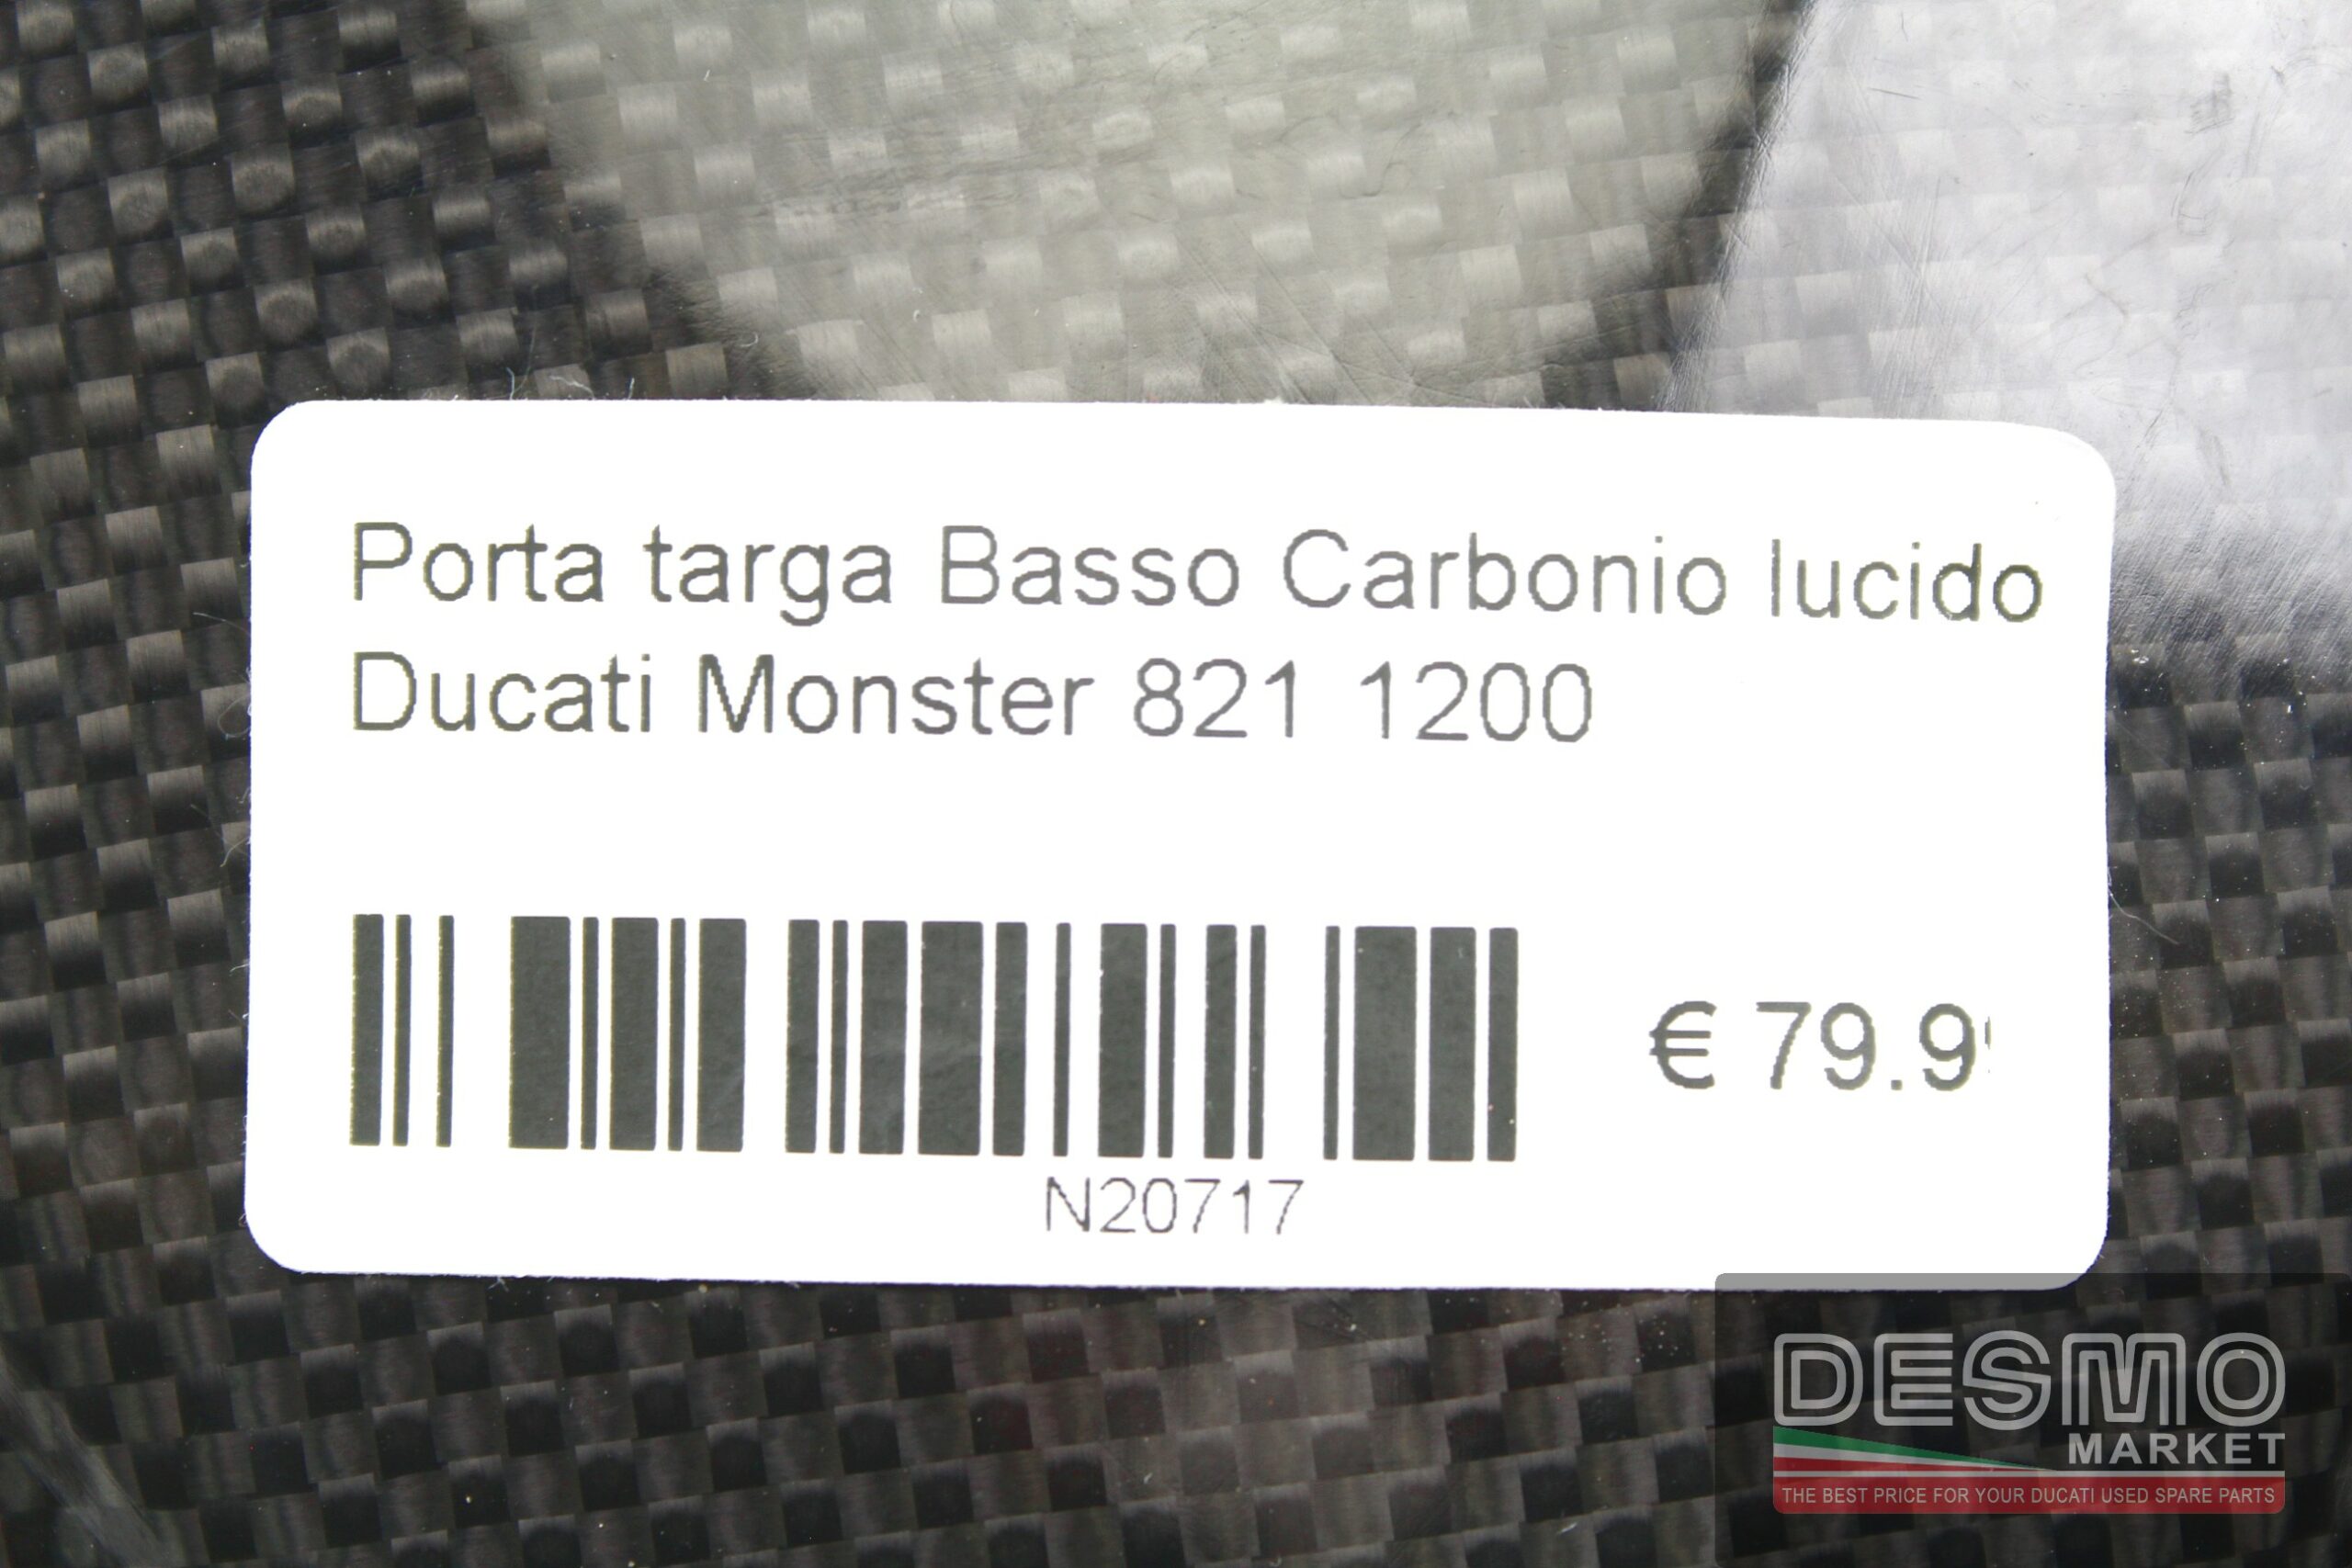 Porta targa Basso Carbonio lucido
Ducati Monster 821 1200
€ 79.9
N20717
DESMO
MARKET
THE BEST PRICE FOR YOUR DUCATI USED SPARE PARTS